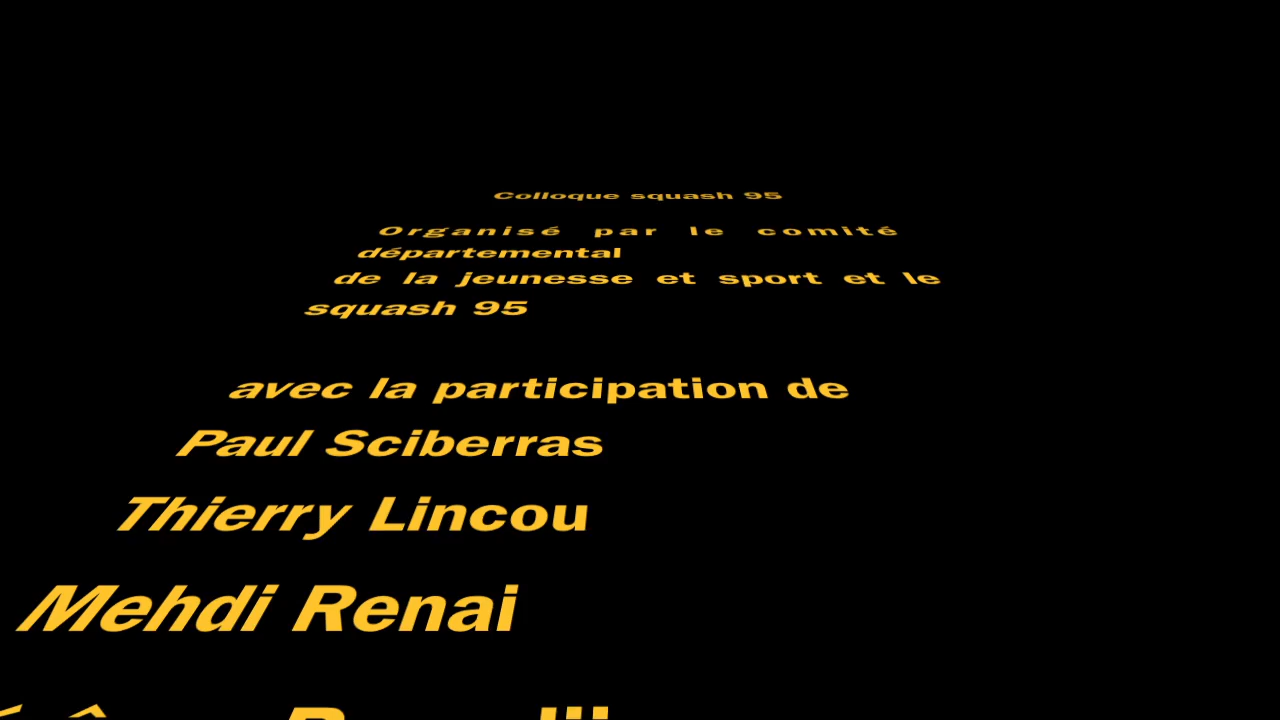 Colloque squash 95
Organisé par le comité
départemental
de la jeunesse et sport et le
squash 95
avec la participation de
Paul Sciberras
Thierry Lincou
Mehdi Renai